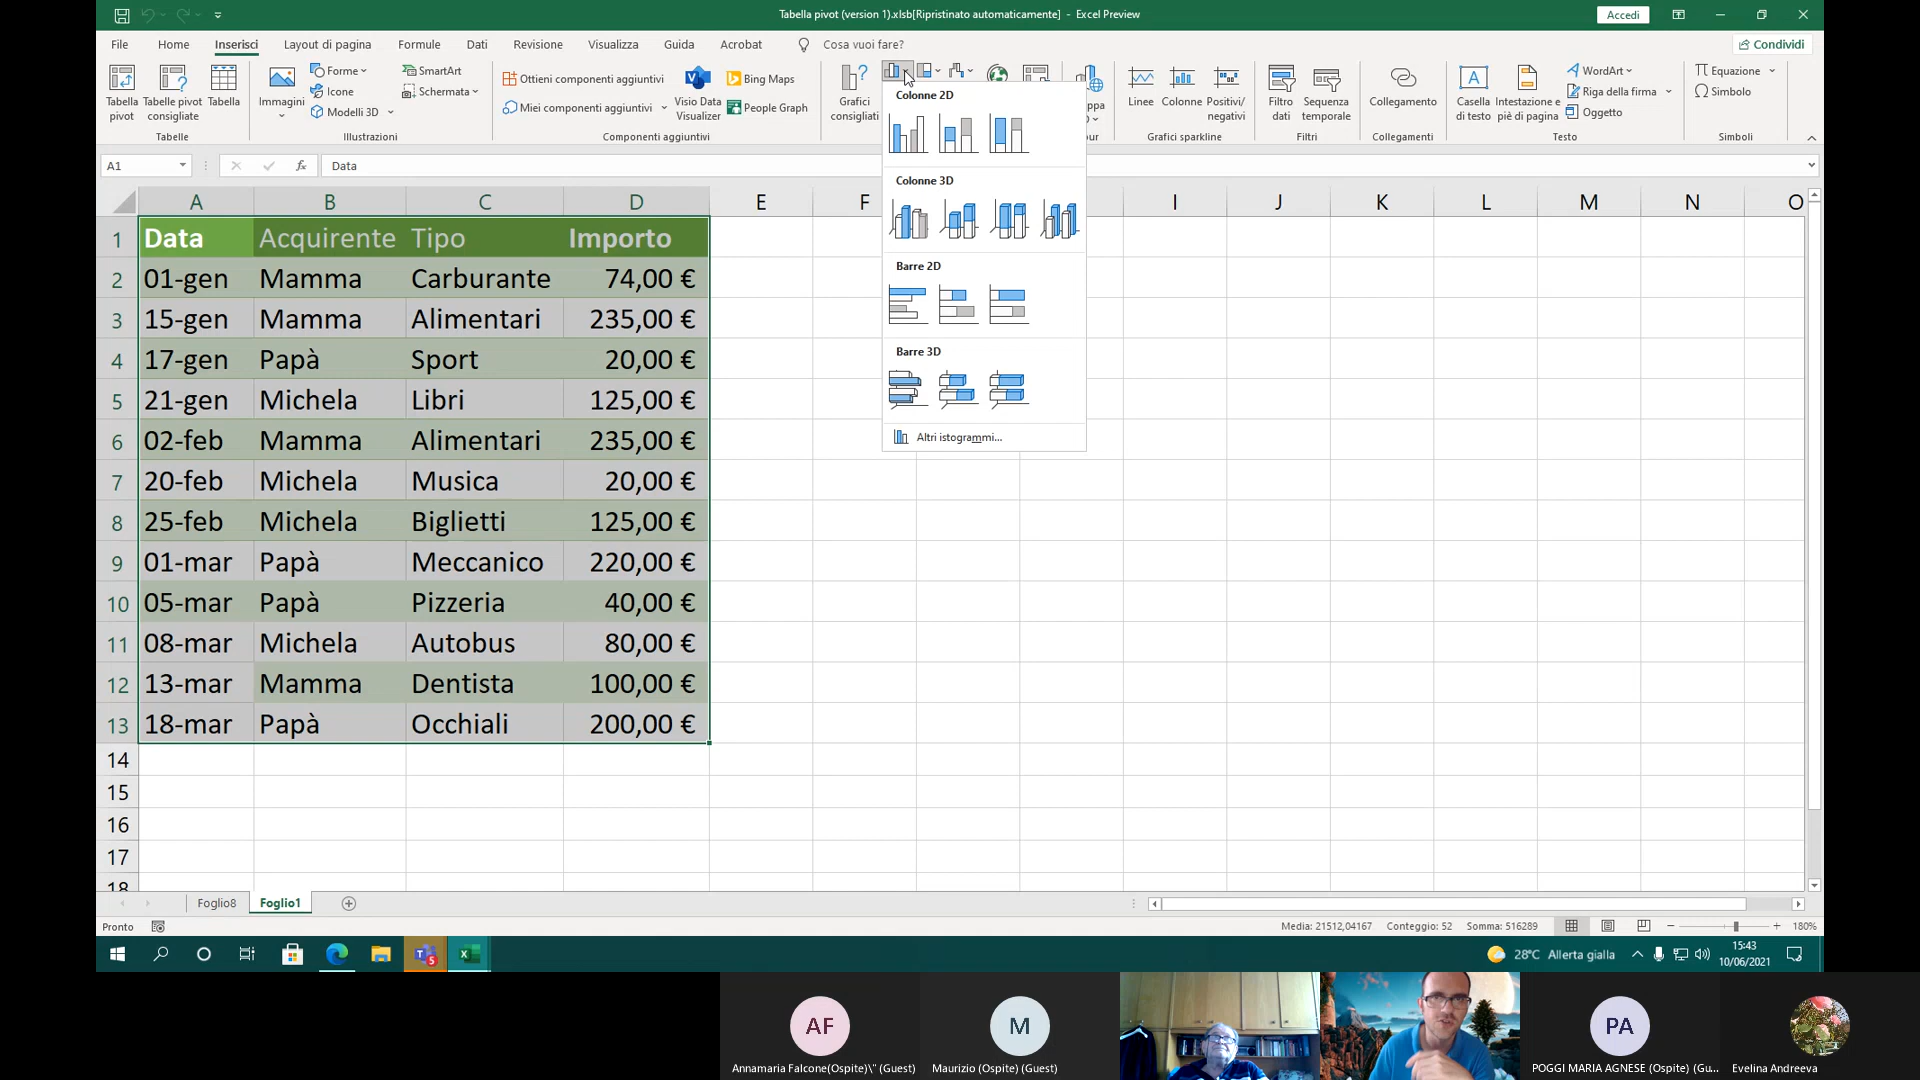 Tabella pivot (version 1).xlsb[Ripristinato automaticamente] - Excel Preview
Accedi
File Home Inserisci Layout di pagina Formule Dati Revisione Visualizza Guida Acrobat Cosa vuoi fare?
Condividi
Tabella pivot
Tabella pivot consigliate
Tabella
Tabelle
Immagini
Forme
Icone
Modelli 3D
SmartArt
Schermata
Illustrazioni
Ottieni componenti aggiuntivi
Miei componenti aggiuntivi
Visio Data Visualizer
Bing Maps
People Graph
Componenti aggiuntivi
Grafici consigliati
Linee
Colonne
Positivi/negativi
Grafici sparkline
Filtro dati
Sequenza temporale
Filtri
Collegamento
Collegamenti
Casella di testo
Intestazione e piè di pagina
WordArt
Riga della firma
Oggetto
Testo
Equazione
Simbolo
Simboli
Colonne 2D
Colonne 3D
Barre 2D
Barre 3D
Altri istogrammi...
A1
fx
Data
A B C D E F I J K L M N O
1 Data Acquirente Tipo Importo
2 01-gen Mamma Carburante 74,00 €
3 15-gen Mamma Alimentari 235,00 €
4 17-gen Papà Sport 20,00 €
5 21-gen Michela Libri 125,00 €
6 02-feb Mamma Alimentari 235,00 €
7 20-feb Michela Musica 20,00 €
8 25-feb Michela Biglietti 125,00 €
9 01-mar Papà Meccanico 220,00 €
10 05-mar Papà Pizzeria 40,00 €
11 08-mar Michela Autobus 80,00 €
12 13-mar Mamma Dentista 100,00 €
13 18-mar Papà Occhiali 200,00 €
14
15
16
17
18
Foglio8 Foglio1
Pronto
Media: 21512,04167 Conteggio: 52 Somma: 516289
180%
28°C Allerta gialla
15:43
10/06/2021
AF
M
PA
Annamaria Falcone(Ospite)\" (Guest)
Maurizio (Ospite) (Guest)
POGGI MARIA AGNESE (Ospite) (Gu...
Evelina Andreeva